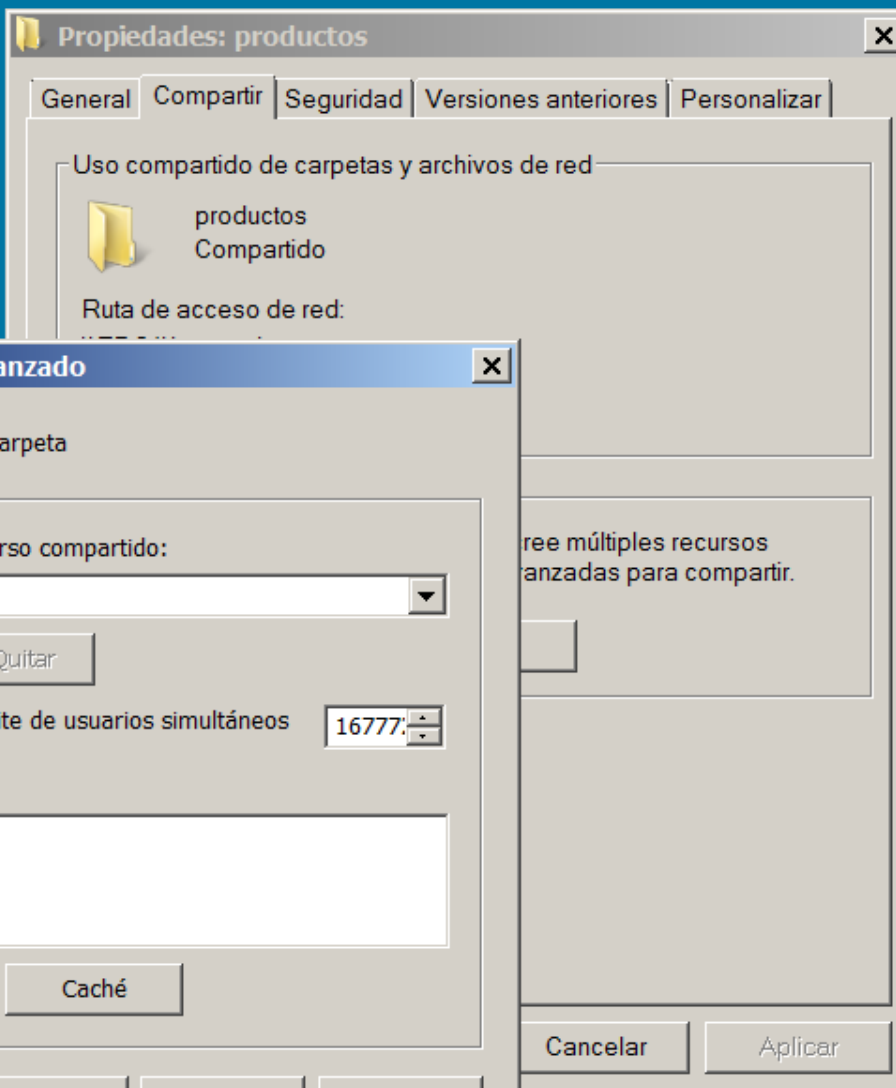 Propiedades: productos
General Compartir Seguridad Versiones anteriores Personalizar
Uso compartido de carpetas y archivos de red
productos
Compartido
Ruta de acceso de red:
anzado
arpeta
rso compartido:
ree múltiples recursos
anzadas para compartir.
Quitar
ite de usuarios simultáneos
16777
Caché
Cancelar Aplicar